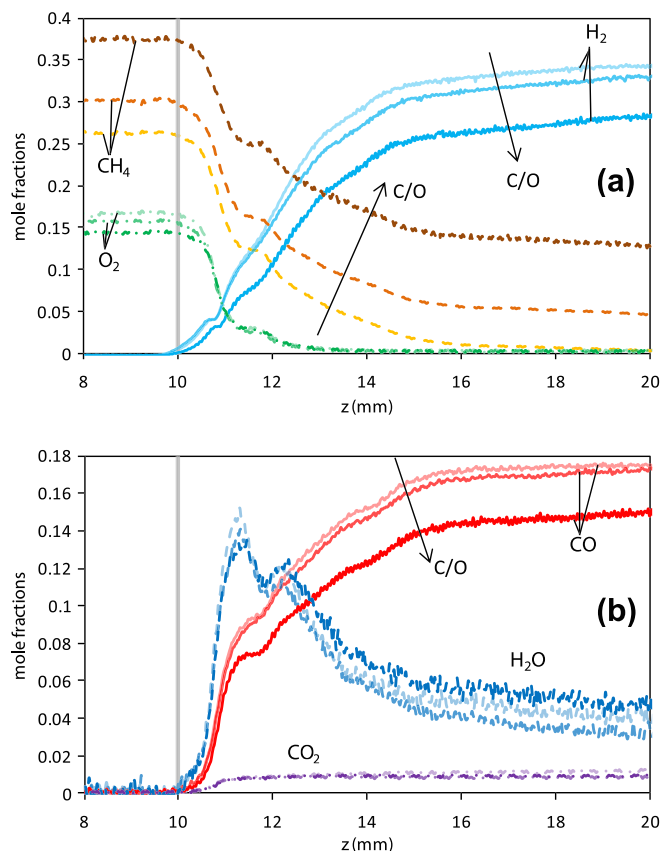 0.4
0.35
0.3
0.25
0.2
0.15
0.1
0.05
0
mole fractions
CH₄
O₂
H₂
C/O
(a)
C/O
8 10 12 14 16 18 20
z (mm)
0.18
0.16
0.14
0.12
0.1
0.08
0.06
0.04
0.02
0
mole fractions
CO
C/O
(b)
H₂O
CO₂
8 10 12 14 16 18 20
z (mm)